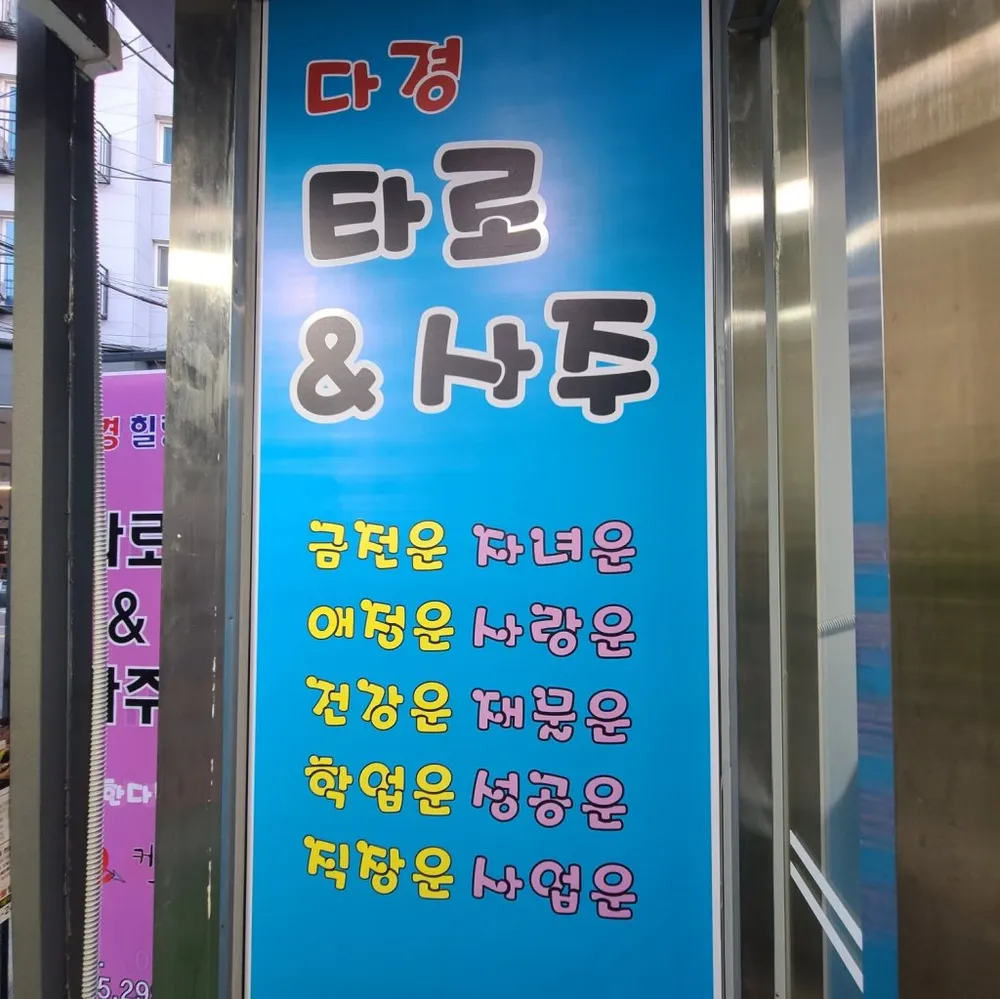 다경
타로
& 사주
금전운 자녀운
애정운 사랑운
건강운 재물운
학업운 성공운
직장운 사업운
&